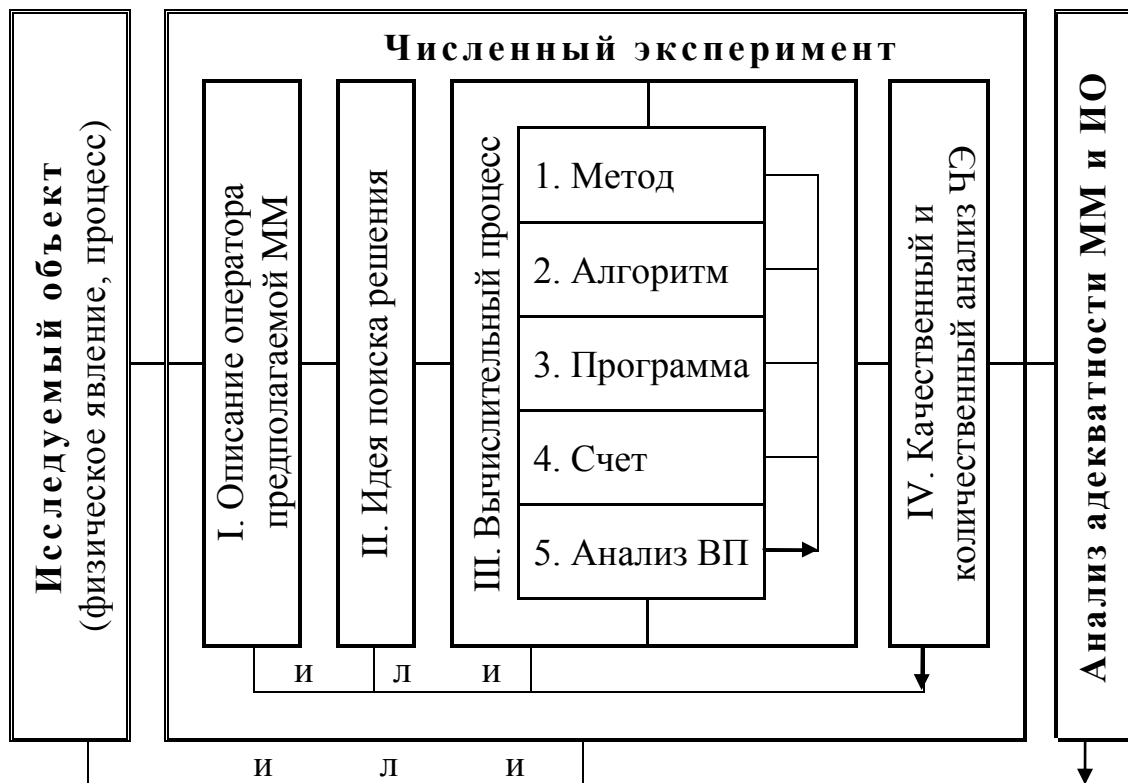 Численный эксперимент
Исследуемый объект
(физическое явление, процесс)
I. Описание оператора
предполагаемой ММ
II. Идея поиска решения
III. Вычислительный процесс
1. Метод
2. Алгоритм
3. Программа
4. Счет
5. Анализ ВП
IV. Качественный и
количественный анализ ЧЭ
Анализ адекватности ММ и ИО
и л и
и л и